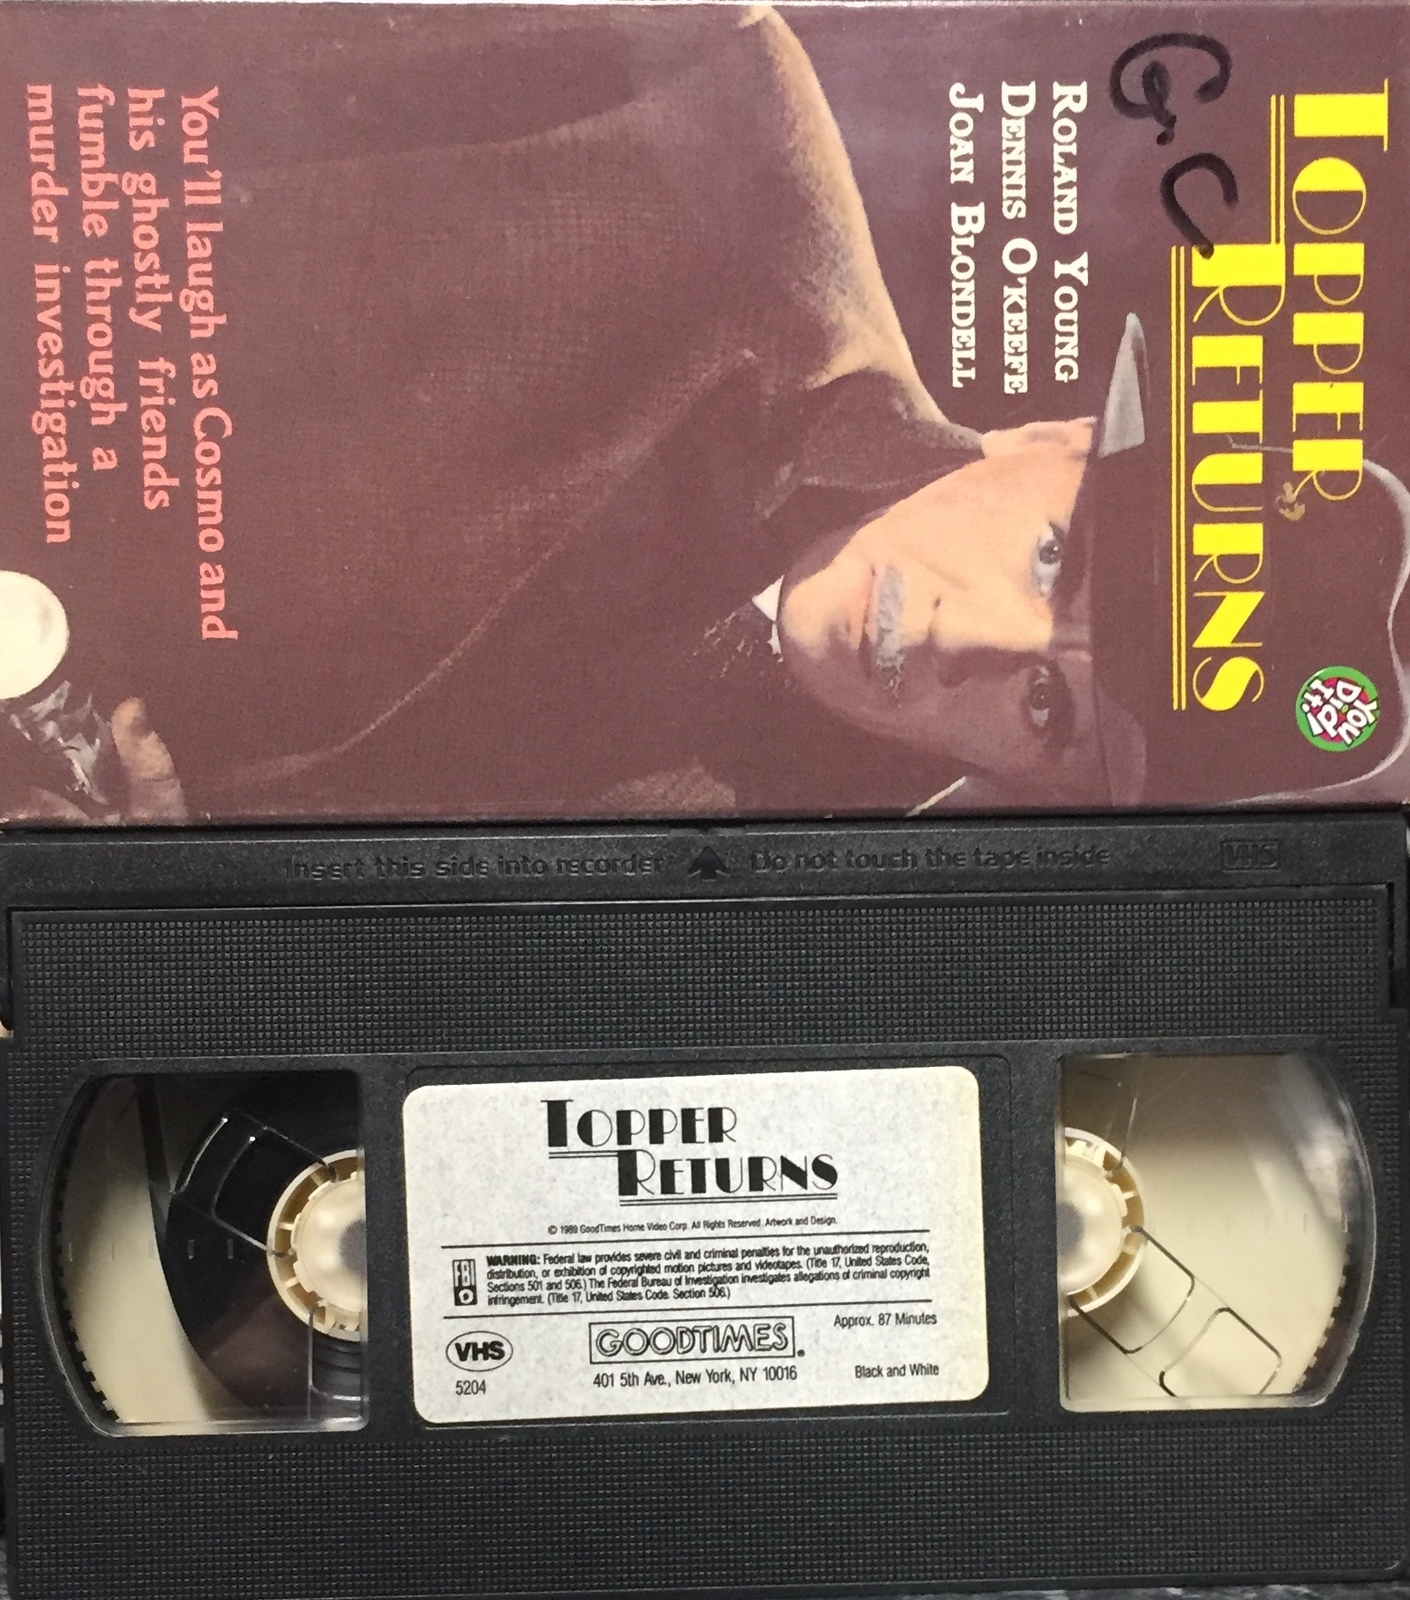 TOPPER
RETURNS
G.C
ROLAND YOUNG
DENNIS O'KEEFE
JOAN BLONDELL
You Did It!
You'll laugh as Cosmo and
his ghostly friends
fumble through a
murder investigation
Insert this side into recorder Do not touch the tape inside VHS
TOPPER
RETURNS
© 1989 GoodTimes Home Video Corp. All Rights Reserved. Artwork and Design.
FBI WARNING: Federal law provides severe civil and criminal penalties for the unauthorized reproduction,
distribution, or exhibition of copyrighted motion pictures and videotapes. (Title 17, United States Code,
Sections 501 and 506.) The Federal Bureau of Investigation investigates allegations of criminal copyright
infringement. (Title 17, United States Code. Section 506.)
VHS
5204
GOODTIMES®
401 5th Ave., New York, NY 10016
Approx. 87 Minutes
Black and White